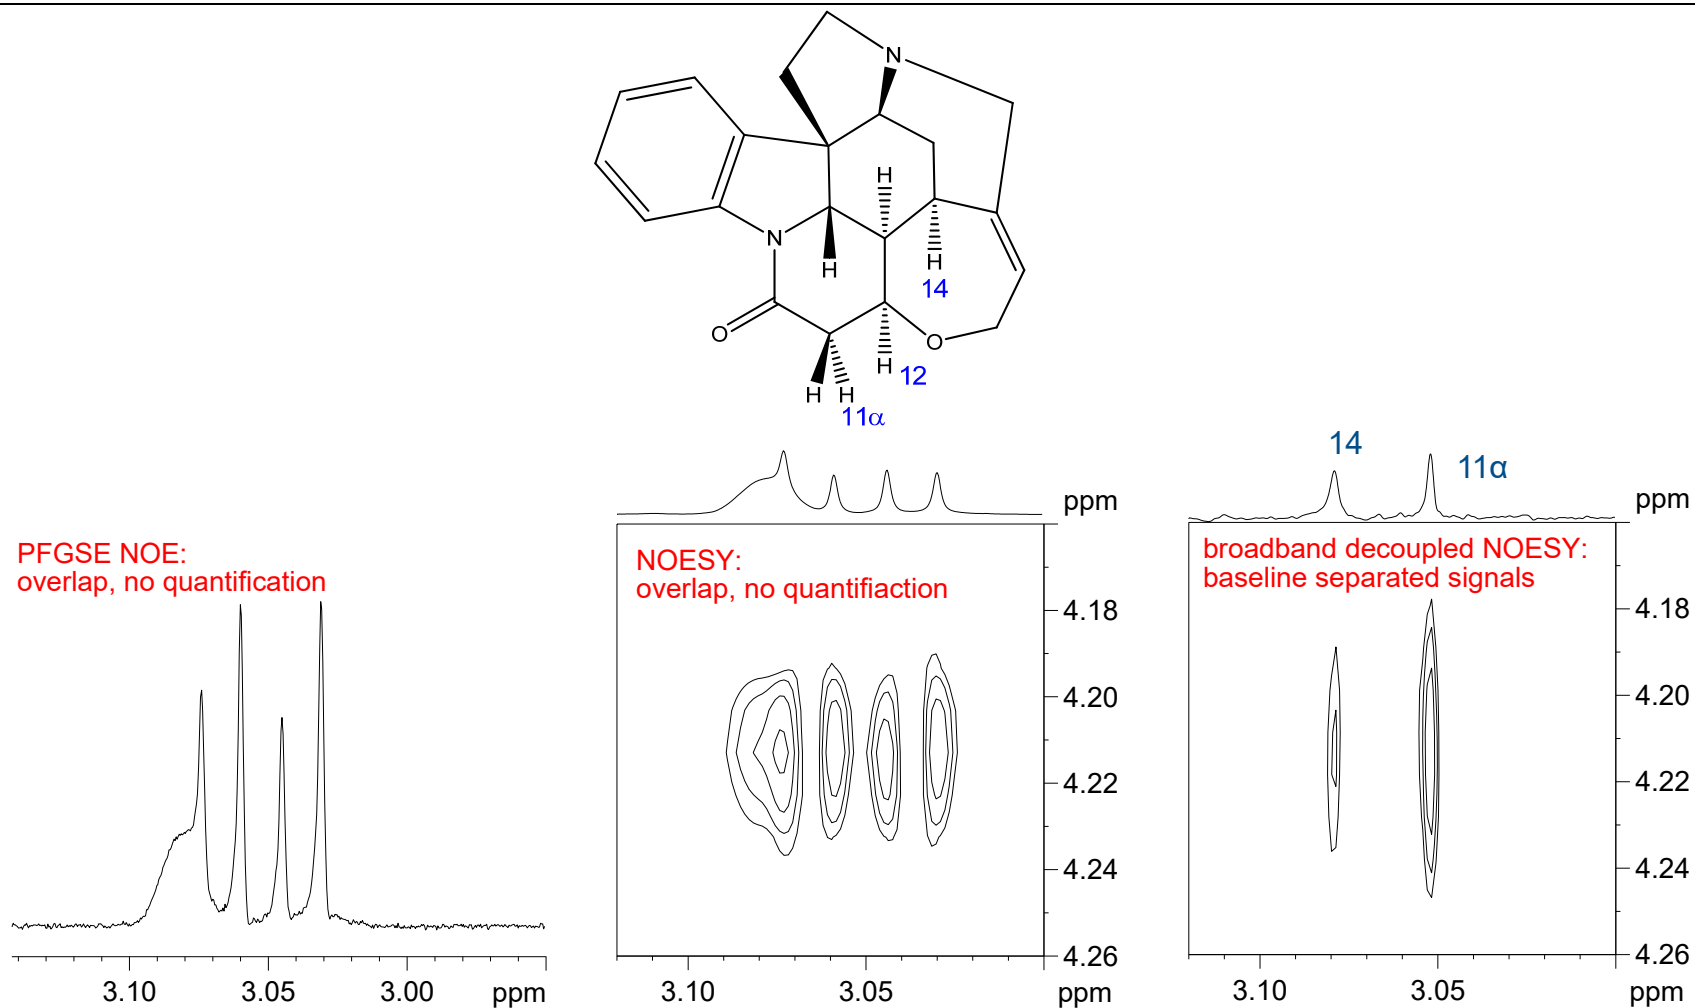 N
H
N
H
H
14
O
O
H
12
H
H
11α
14
11α
ppm
ppm
PFGSE NOE:
overlap, no quantification
NOESY:
overlap, no quantifiaction
broadband decoupled NOESY:
baseline separated signals
4.18
4.20
4.22
4.24
4.26
4.18
4.20
4.22
4.24
4.26
3.10
3.05
3.00
ppm
3.10
3.05
ppm
3.10
3.05
ppm